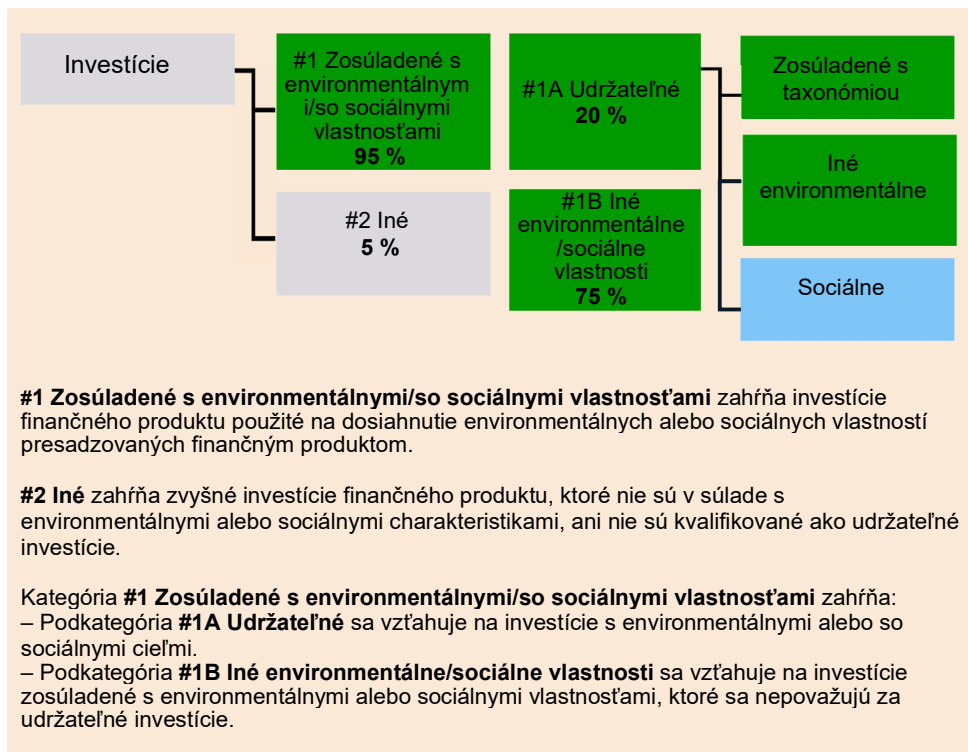 Investície
#1 Zosúladené s
environmentálnym
i/so sociálnymi
vlastnosťami
95 %
#2 Iné
5 %
#1A Udržateľné
20 %
#1B Iné
environmentálne
/sociálne
vlastnosti
75 %
Zosúladené s
taxonómiou
Iné
environmentálne
Sociálne
#1 Zosúladené s environmentálnymi/so sociálnymi vlastnosťami zahŕňa investície
finančného produktu použité na dosiahnutie environmentálnych alebo sociálnych vlastností
presadzovaných finančným produktom.
#2 Iné zahŕňa zvyšné investície finančného produktu, ktoré nie sú v súlade s
environmentálnymi alebo sociálnymi charakteristikami, ani nie sú kvalifikované ako udržateľné
investície.
Kategória #1 Zosúladené s environmentálnymi/so sociálnymi vlastnosťami zahŕňa:
– Podkategória #1A Udržateľné sa vzťahuje na investície s environmentálnymi alebo so
sociálnymi cieľmi.
– Podkategória #1B Iné environmentálne/sociálne vlastnosti sa vzťahuje na investície
zosúladené s environmentálnymi alebo sociálnymi vlastnosťami, ktoré sa nepovažujú za
udržateľné investície.